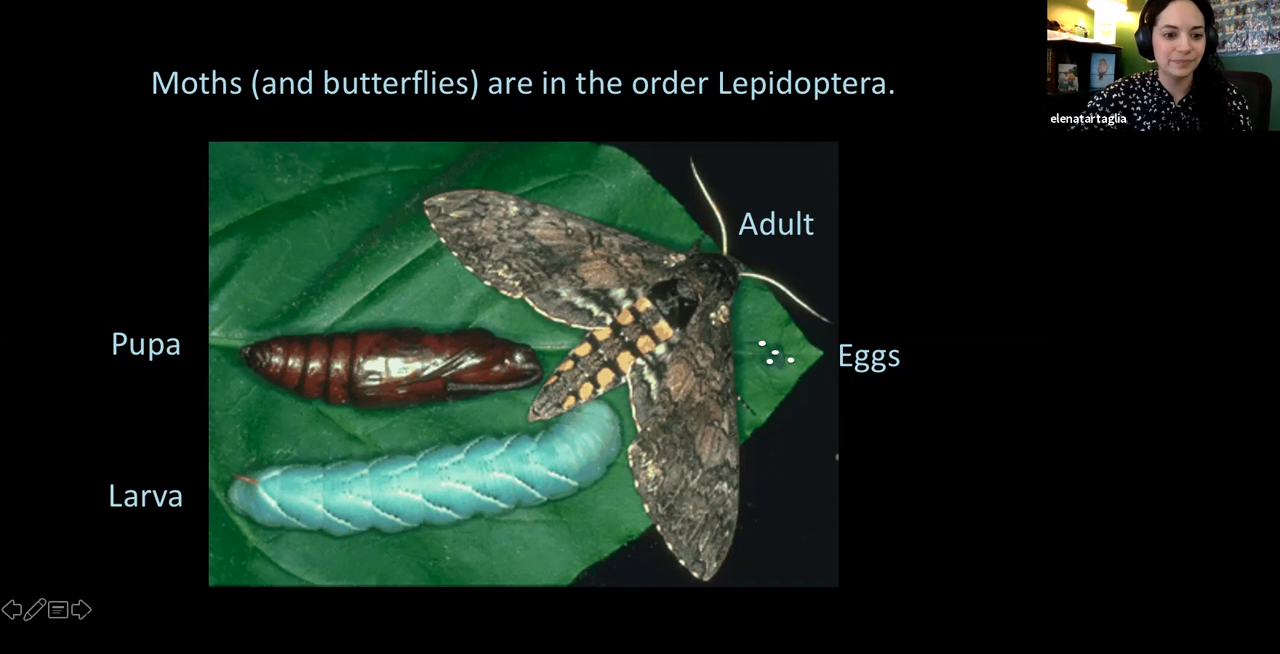 Moths (and butterflies) are in the order Lepidoptera.
elenatartaglia
Adult
Pupa
Eggs
Larva